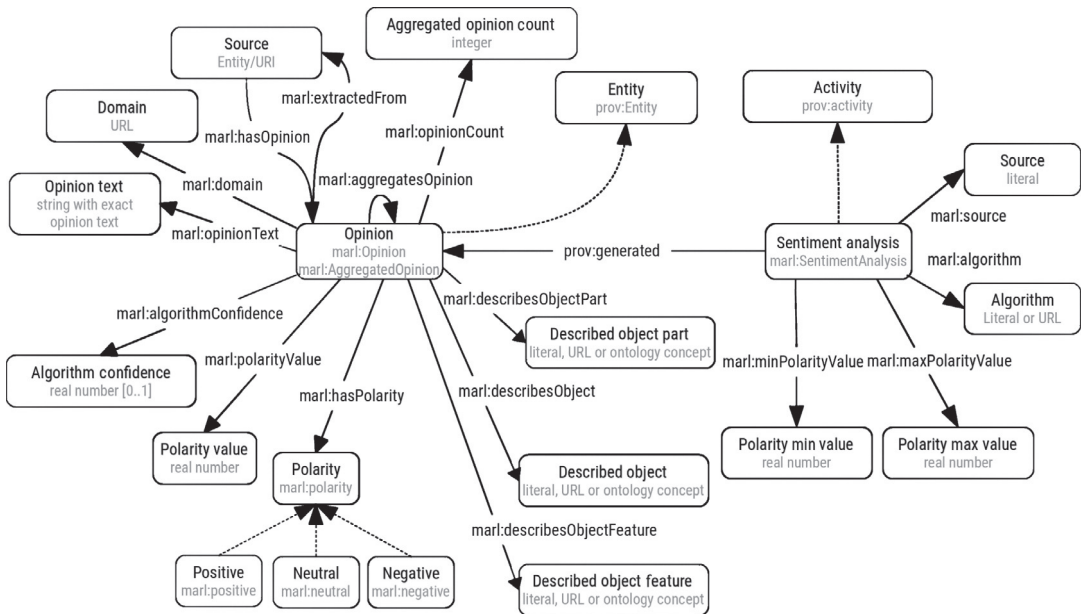 Aggregated opinion count
integer
Source
Entity/URI
marl:extractedFrom
Entity
prov:Entity
Activity
prov:activity
Domain
URL
marl:hasOpinion
marl:opinionCount
Source
literal
marl:aggregatesOpinion
marl:domain
Opinion text
string with exact
opinion text
marl:source
marl:opinionText
Opinion
marl:Opinion
marl:AggregatedOpinion
prov:generated
Sentiment analysis
marl:SentimentAnalysis
marl:algorithm
Algorithm
Literal or URL
marl:describesObjectPart
marl:algorithmConfidence
Described object part
literal, URL or ontology concept
marl:polarityValue
marl:minPolarityValue
marl:maxPolarityValue
Algorithm confidence
real number [0..1]
marl:describesObject
marl:hasPolarity
Polarity value
real number
Polarity min value
real number
Polarity max value
real number
Polarity
marl:polarity
Described object
literal, URL or ontology concept
marl:describesObjectFeature
Positive
marl:positive
Neutral
marl:neutral
Negative
marl:negative
Described object feature
literal, URL or ontology concept